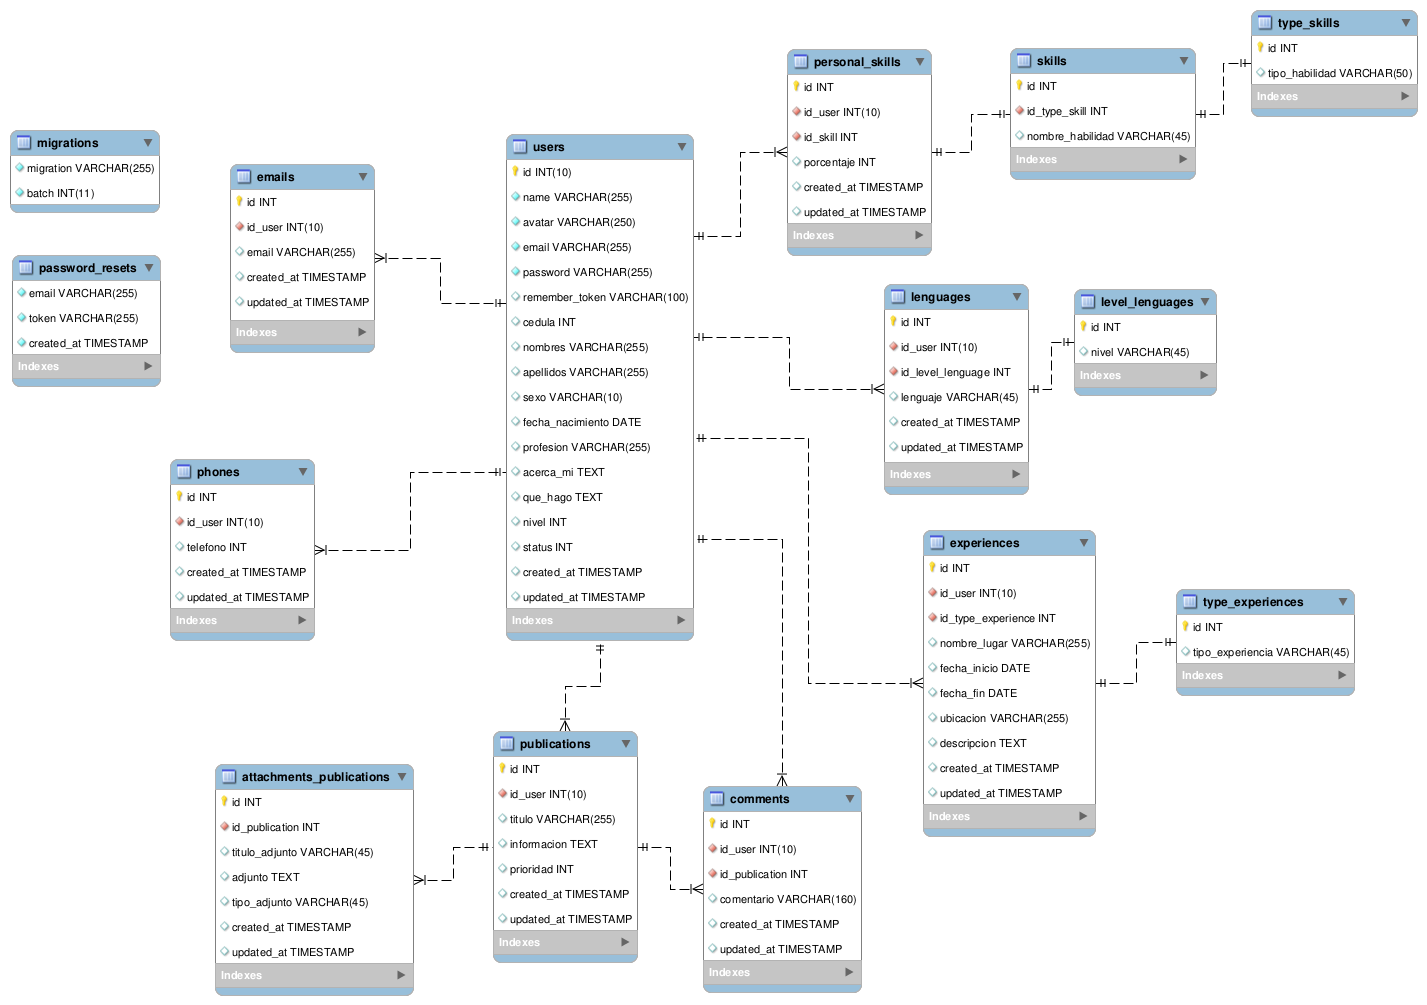 migrations
migration VARCHAR(255)
batch INT(11)
password_resets
email VARCHAR(255)
token VARCHAR(255)
created_at TIMESTAMP
Indexes
emails
id INT
id_user INT(10)
email VARCHAR(255)
created_at TIMESTAMP
updated_at TIMESTAMP
Indexes
phones
id INT
id_user INT(10)
telefono INT
created_at TIMESTAMP
updated_at TIMESTAMP
Indexes
users
id INT(10)
name VARCHAR(255)
avatar VARCHAR(250)
email VARCHAR(255)
password VARCHAR(255)
remember_token VARCHAR(100)
cedula INT
nombres VARCHAR(255)
apellidos VARCHAR(255)
sexo VARCHAR(10)
fecha_nacimiento DATE
profesion VARCHAR(255)
acerca_mi TEXT
que_hago TEXT
nivel INT
status INT
created_at TIMESTAMP
updated_at TIMESTAMP
Indexes
personal_skills
id INT
id_user INT(10)
id_skill INT
porcentaje INT
created_at TIMESTAMP
updated_at TIMESTAMP
Indexes
skills
id INT
id_type_skill INT
nombre_habilidad VARCHAR(45)
Indexes
type_skills
id INT
tipo_habilidad VARCHAR(50)
Indexes
lenguages
id INT
id_user INT(10)
id_level_lenguage INT
lenguaje VARCHAR(45)
created_at TIMESTAMP
updated_at TIMESTAMP
Indexes
level_lenguages
id INT
nivel VARCHAR(45)
Indexes
experiences
id INT
id_user INT(10)
id_type_experience INT
nombre_lugar VARCHAR(255)
fecha_inicio DATE
fecha_fin DATE
ubicacion VARCHAR(255)
descripcion TEXT
created_at TIMESTAMP
updated_at TIMESTAMP
Indexes
type_experiences
id INT
tipo_experiencia VARCHAR(45)
Indexes
attachments_publications
id INT
id_publication INT
titulo_adjunto VARCHAR(45)
adjunto TEXT
tipo_adjunto VARCHAR(45)
created_at TIMESTAMP
updated_at TIMESTAMP
Indexes
publications
id INT
id_user INT(10)
titulo VARCHAR(255)
informacion TEXT
prioridad INT
created_at TIMESTAMP
updated_at TIMESTAMP
Indexes
comments
id INT
id_user INT(10)
id_publication INT
comentario VARCHAR(160)
created_at TIMESTAMP
updated_at TIMESTAMP
Indexes